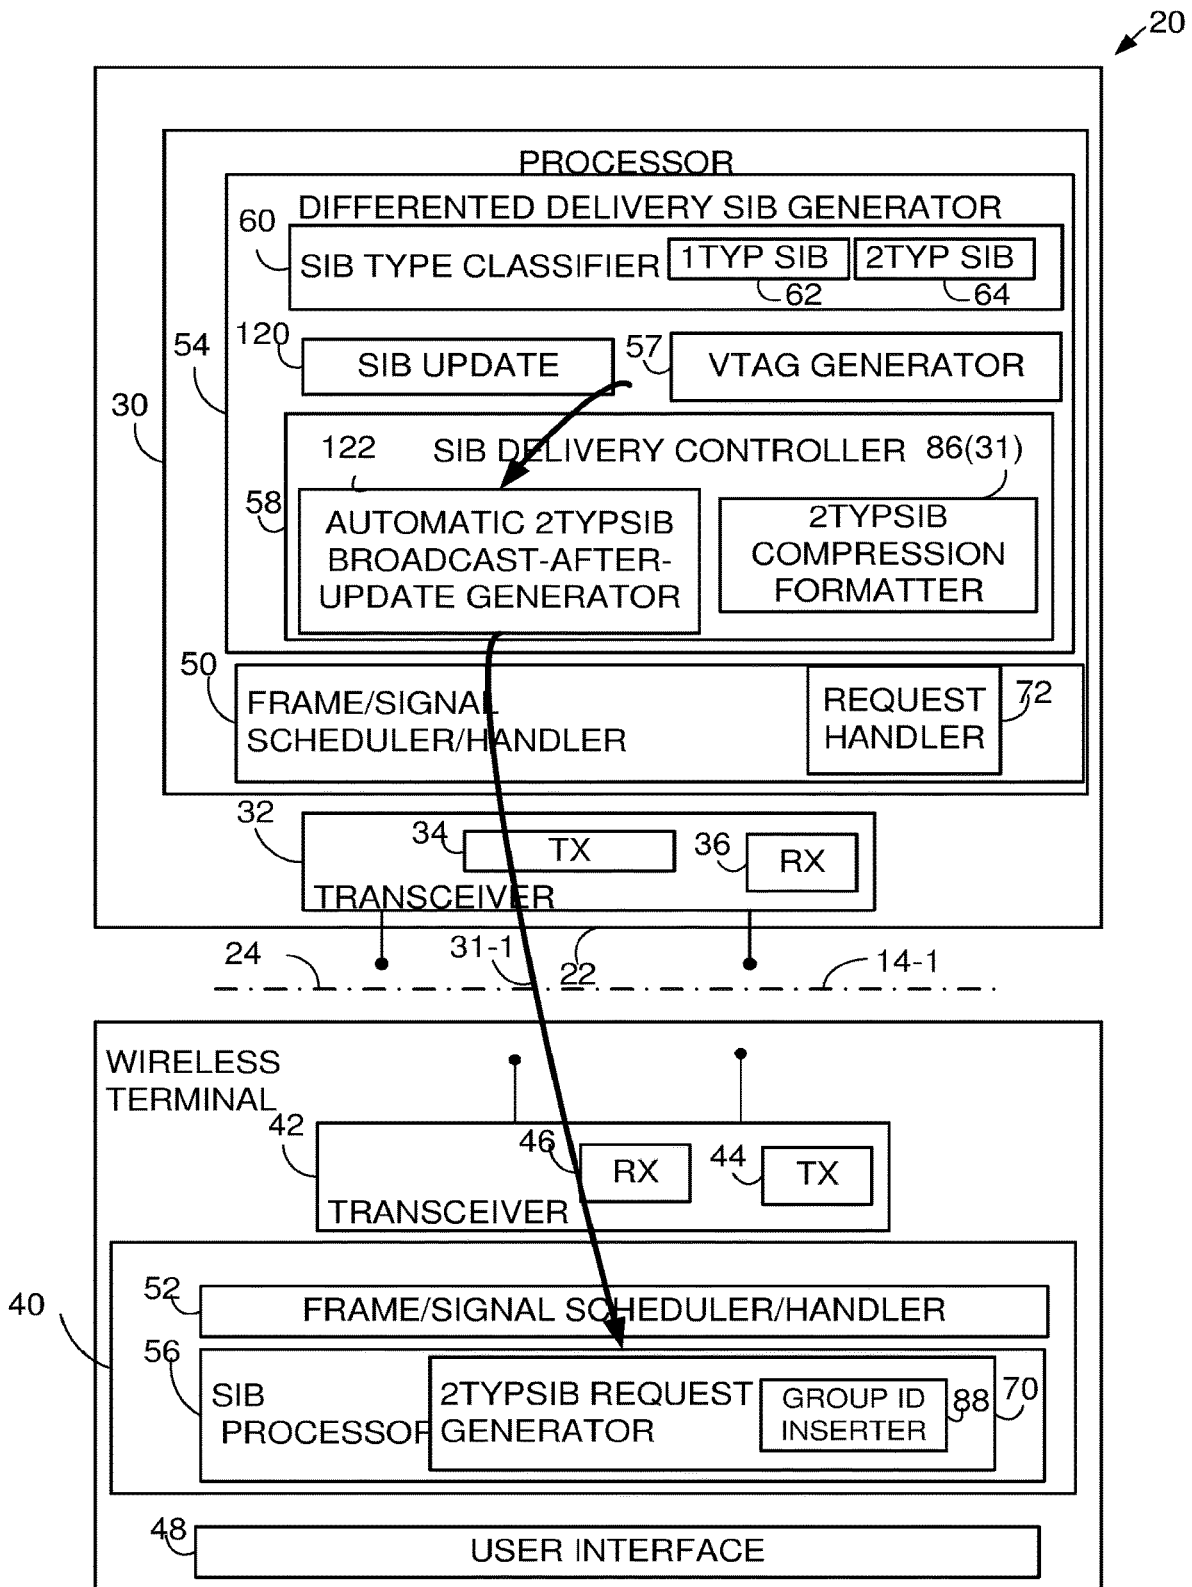 20
PROCESSOR
DIFFERENTED DELIVERY SIB GENERATOR
60
SIB TYPE CLASSIFIER
1TYP SIB
2TYP SIB
62
64
54
120
SIB UPDATE
57
VTAG GENERATOR
30
122
SIB DELIVERY CONTROLLER
86(31)
58
AUTOMATIC 2TYPSIB
BROADCAST-AFTER-
UPDATE GENERATOR
2TYPSIB
COMPRESSION
FORMATTER
50
FRAME/SIGNAL
SCHEDULER/HANDLER
REQUEST
HANDLER
72
32
34
TX
36
RX
TRANSCEIVER
24
31-1
22
14-1
WIRELESS
TERMINAL
42
46
RX
44
TX
TRANSCEIVER
40
52
FRAME/SIGNAL SCHEDULER/HANDLER
56
SIB
PROCESSOR
2TYPSIB REQUEST
GENERATOR
GROUP ID
INSERTER
88
70
48
USER INTERFACE